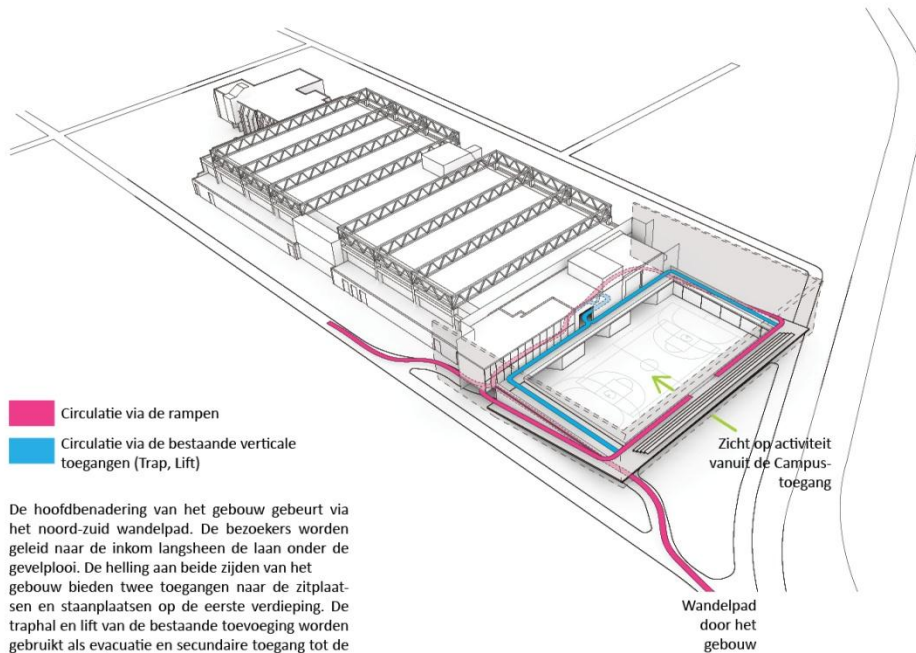 Circulatie via de rampen
Circulatie via de bestaande verticale
toegangen (Trap, Lift)
Zicht op activiteit
vanuit de Campus-
toegang
De hoofdbenadering van het gebouw gebeurt via
het noord-zuid wandelpad. De bezoekers worden
geleid naar de inkom langsheen de laan onder de
gevelplooi. De helling aan beide zijden van het
gebouw bieden twee toegangen naar de zitplaat-
sen en staanplaatsen op de eerste verdieping. De
traphal en lift van de bestaande toevoeging worden
gebruikt als evacuatie en secundaire toegang tot de
Wandelpad
door het
gebouw